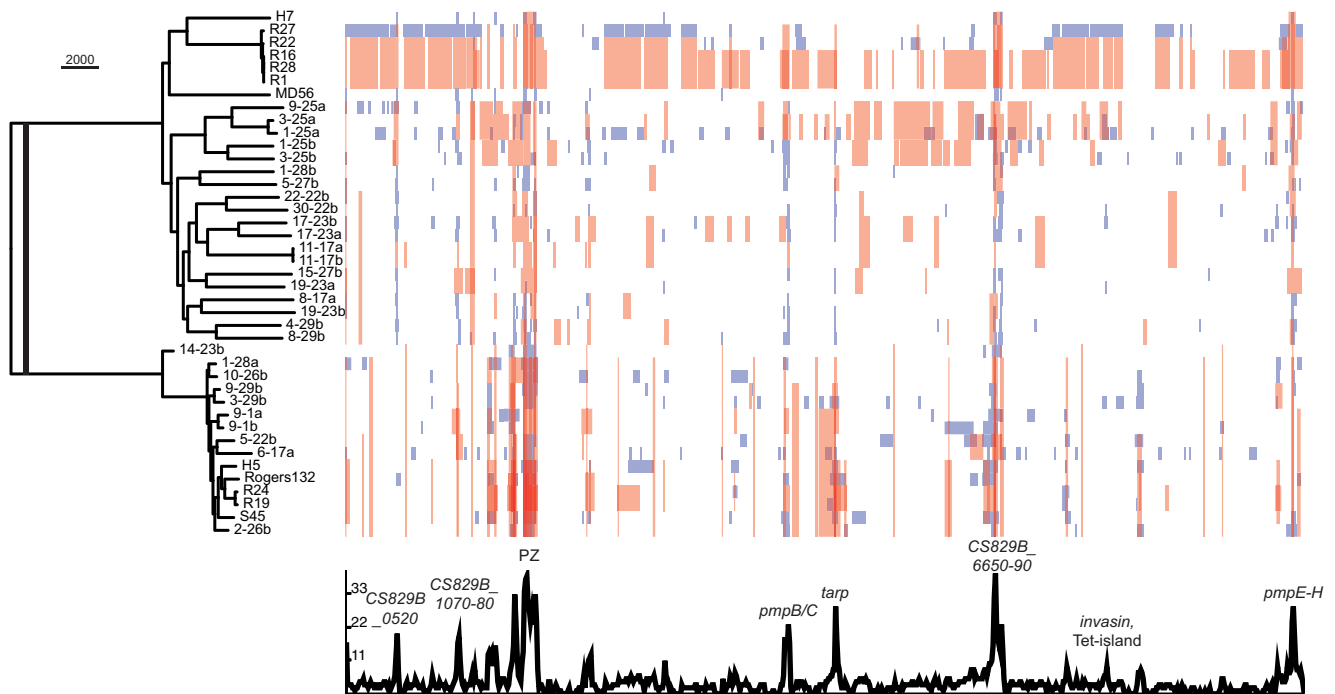 H7
R27
R22
2000
R16
R28
R1
MD56
9-25a
3-25a
1-25a
1-25b
3-25b
1-28b
5-27b
22-22b
30-22b
17-23b
17-23a
11-17a
11-17b
15-27b
19-23a
8-17a
19-23b
4-29b
8-29b
14-23b
1-28a
10-26b
9-29b
3-29b
9-1a
9-1b
5-22b
6-17a
H5
Rogers132
R24
R19
S45
2-26b
PZ
CS829B_
6650-90
CS829B_
1070-80
CS829B
_0520
pmpB/C
tarp
invasin,
Tet-island
pmpE-H
33
22
11